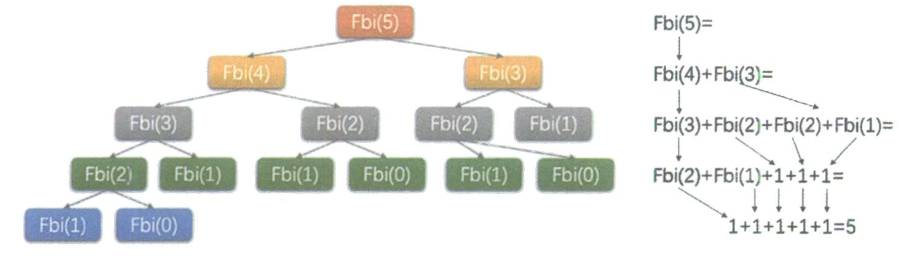 Fbi(5)
Fbi(4) Fbi(3)
Fbi(3) Fbi(2) Fbi(2) Fbi(1)
Fbi(2) Fbi(1) Fbi(1) Fbi(0) Fbi(1) Fbi(0)
Fbi(1) Fbi(0)
Fbi(5)=
Fbi(4)+Fbi(3)=
Fbi(3)+Fbi(2)+Fbi(2)+Fbi(1)=
Fbi(2)+Fbi(1)+1+1+1=
1+1+1+1+1=5